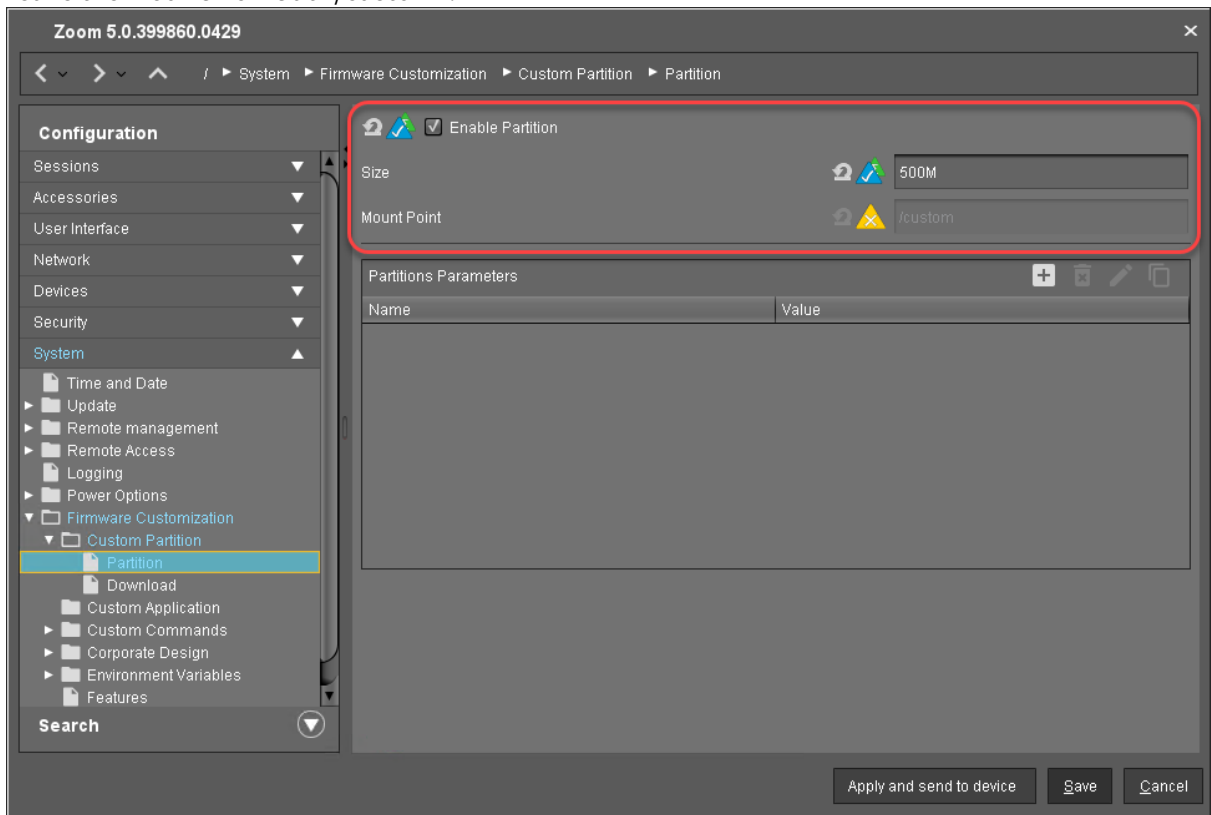 Zoom 5.0.399860.0429
/ System Firmware Customization Custom Partition Partition
Configuration
Sessions
Accessories
User Interface
Network
Devices
Security
System
Time and Date
Update
Remote management
Remote Access
Logging
Power Options
Firmware Customization
Custom Partition
Partition
Download
Custom Application
Custom Commands
Corporate Design
Environment Variables
Features
Search
Enable Partition
Size 500M
Mount Point /custom
Partitions Parameters
Name Value
Apply and send to device Save Cancel